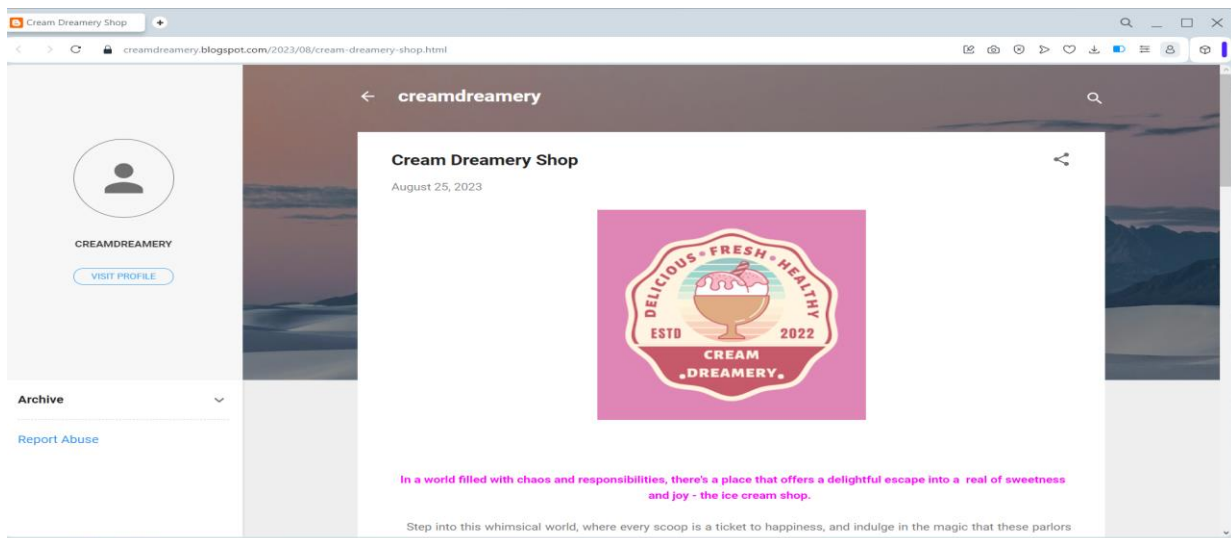 Cream Dreamery Shop
creamdreamery.blogspot.com/2023/08/cream-dreamery-shop.html
creamdreamery
CREAMDREAMERY
VISIT PROFILE
Archive
Report Abuse
Cream Dreamery Shop
August 25, 2023
DELICIOUS • FRESH • HEALTHY
ESTD 2022
CREAM
DREAMERY
In a world filled with chaos and responsibilities, there's a place that offers a delightful escape into a real of sweetness
and joy - the ice cream shop.
Step into this whimsical world, where every scoop is a ticket to happiness, and indulge in the magic that these parlors